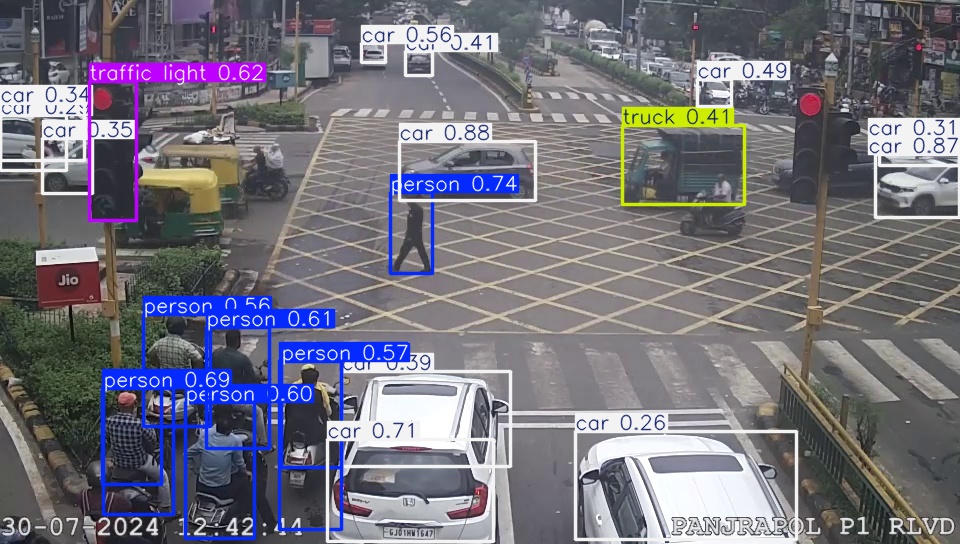 car 0.56
car 0.41
traffic light 0.62
car 0.49
car 0.34
car 0.35
car 0.88
truck 0.41
car 0.31
car 0.87
person 0.74
Jio
person 0.56
person 0.61
person 0.57
car 0.39
person 0.69
person 0.60
car 0.71
car 0.26
GJ01HW1647
30-07-2024 12:42:44
PANJRAPOL P1 RLVD